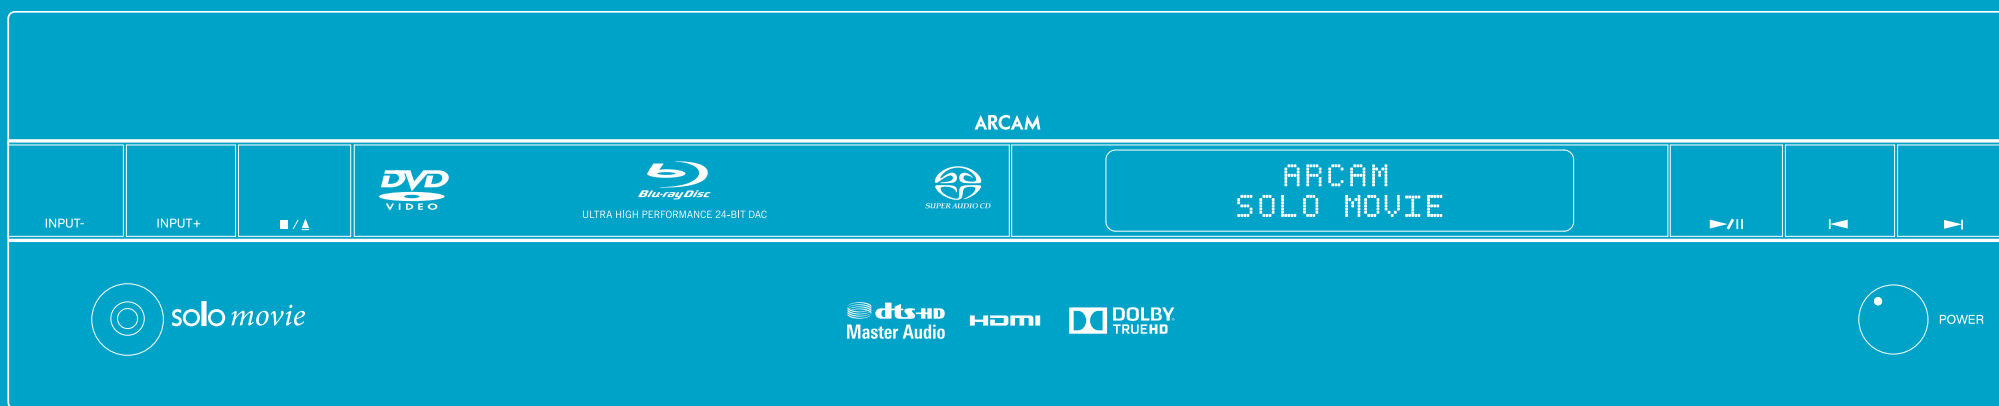 ARCAM
INPUT-
INPUT+
DVD
VIDEO
Blu-ray Disc
ULTRA HIGH PERFORMANCE 24-BIT DAC
SUPER AUDIO CD
ARCAM
SOLO MOVIE
solo movie
dts-HD
Master Audio
HDMI
DOLBY
TRUEHD
POWER